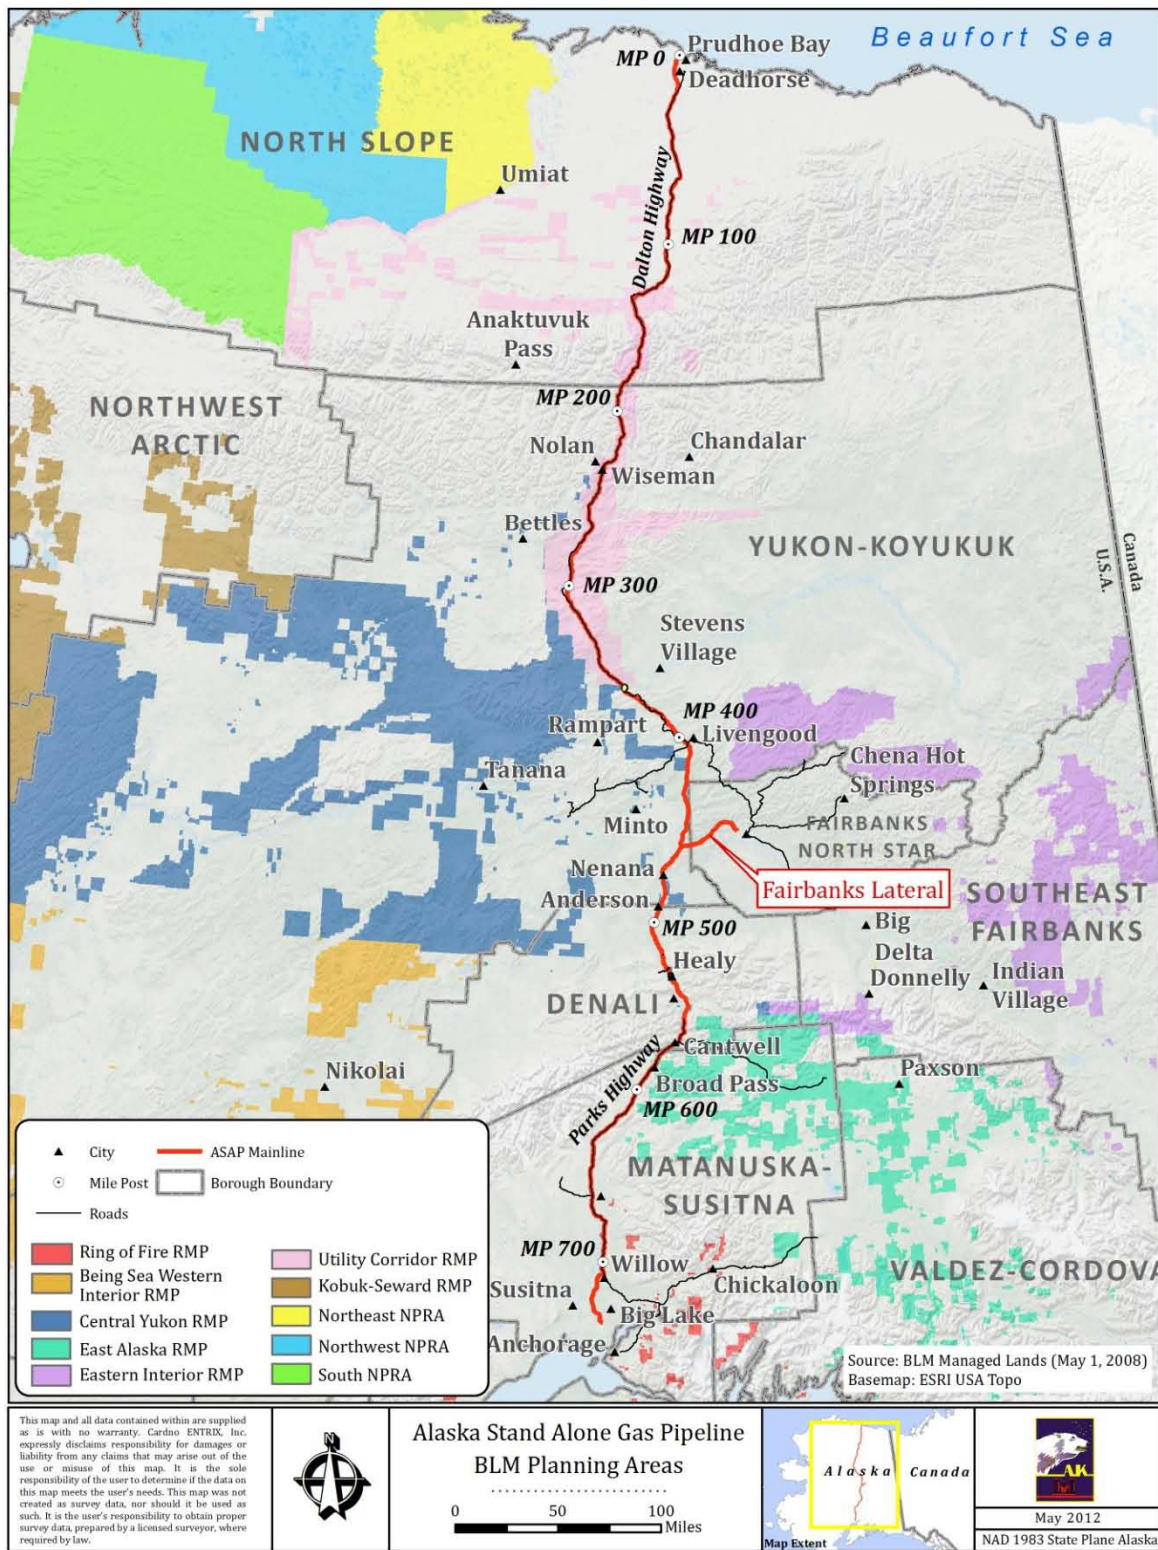 Beaufort Sea
MP 0
Prudhoe Bay
Deadhorse
NORTH SLOPE
Umiat
Dalton Highway
MP 100
Anaktuvuk
Pass
MP 200
NORTHWEST
ARCTIC
Nolan
Chandalar
Wiseman
Bettles
YUKON-KOYUKUK
Canada
U.S.A.
MP 300
Stevens
Village
MP 400
Rampart
Livengood
Tanana
Chena Hot
Springs
Minto
FAIRBANKS
NORTH STAR
Nenana
Fairbanks Lateral
Anderson
SOUTHEAST
FAIRBANKS
MP 500
Big
Delta
Healy
Donnelly
Indian
Village
DENALI
Cantwell
Parks Highway
Nikolai
Broad Pass
Paxson
MP 600
MATANUSKA-
SUSITNA
MP 700
Willow
Chickaloon
VALDEZ-CORDOVA
Susitna
Big Lake
Anchorage
City
ASAP Mainline
Mile Post
Borough Boundary
Roads
Ring of Fire RMP
Being Sea Western
Interior RMP
Central Yukon RMP
East Alaska RMP
Eastern Interior RMP
Utility Corridor RMP
Kobuk-Seward RMP
Northeast NPRA
Northwest NPRA
South NPRA
Source: BLM Managed Lands (May 1, 2008)
Basemap: ESRI USA Topo
This map and all data contained within are supplied
as is with no warranty. Cardno ENTRIX, Inc.
expressly disclaims responsibility for damages or
liability from any claims that may arise out of the
use or misuse of this map. It is the sole
responsibility of the user to determine if the data on
this map meets the user's needs. This map was not
created as survey data, nor should it be used as
such. It is the user's responsibility to obtain proper
survey data, prepared by a licensed surveyor, where
required by law.
N
Alaska Stand Alone Gas Pipeline
BLM Planning Areas
0 50 100
Miles
Alaska
Canada
Map Extent
AK
May 2012
NAD 1983 State Plane Alaska